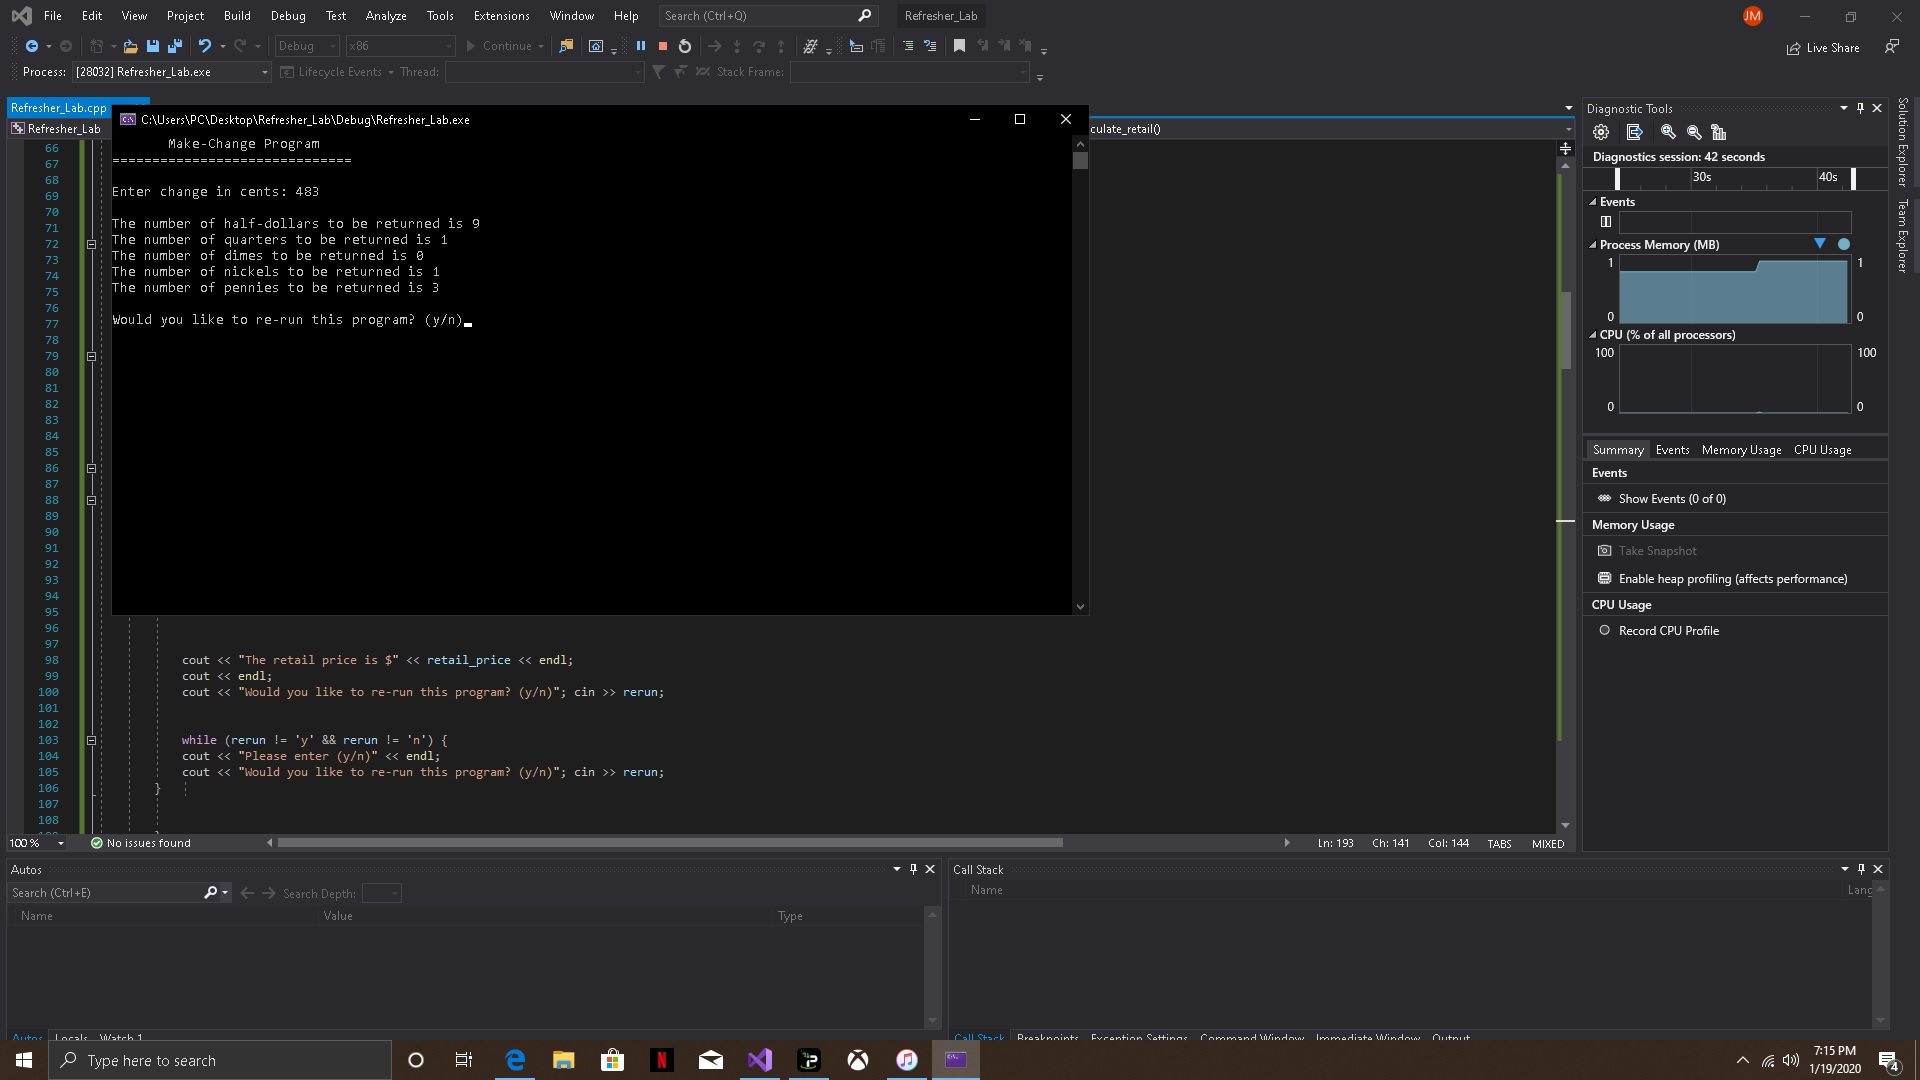 File Edit View Project Build Debug Test Analyze Tools Extensions Window Help Search (Ctrl+Q) Refresher_Lab JM
Debug x86 Continue Live Share
Process: [28032] Refresher_Lab.exe Lifecycle Events Thread: Stack Frame:
Refresher_Lab.cpp
Refresher_Lab
C:\Users\PC\Desktop\Refresher_Lab\Debug\Refresher_Lab.exe
culate_retail()
Make-Change Program
==============================
Enter change in cents: 483
The number of half-dollars to be returned is 9
The number of quarters to be returned is 1
The number of dimes to be returned is 0
The number of nickels to be returned is 1
The number of pennies to be returned is 3
Would you like to re-run this program? (y/n)
66
67
68
69
70
71
72
73
74
75
76
77
78
79
80
81
82
83
84
85
86
87
88
89
90
91
92
93
94
95
96
97
98 cout << "The retail price is $" << retail_price << endl;
99 cout << endl;
100 cout << "Would you like to re-run this program? (y/n)"; cin >> rerun;
101
102
103 while (rerun != 'y' && rerun != 'n') {
104 cout << "Please enter (y/n)" << endl;
105 cout << "Would you like to re-run this program? (y/n)"; cin >> rerun;
106 }
107
108
100 % No issues found Ln: 193 Ch: 141 Col: 144 TABS MIXED
Diagnostic Tools
Diagnostics session: 42 seconds
30s 40s
Events
Process Memory (MB)
1 1
0 0
CPU (% of all processors)
100 100
0 0
Summary Events Memory Usage CPU Usage
Events
Show Events (0 of 0)
Memory Usage
Take Snapshot
Enable heap profiling (affects performance)
CPU Usage
Record CPU Profile
Solution Explorer
Team Explorer
Autos
Search (Ctrl+E) Search Depth:
Name Value Type
Autos Locals Watch 1
Call Stack
Name Lang
Call Stack Breakpoints Exception Settings Command Window Immediate Window Output
Type here to search
7:15 PM
1/19/2020
4